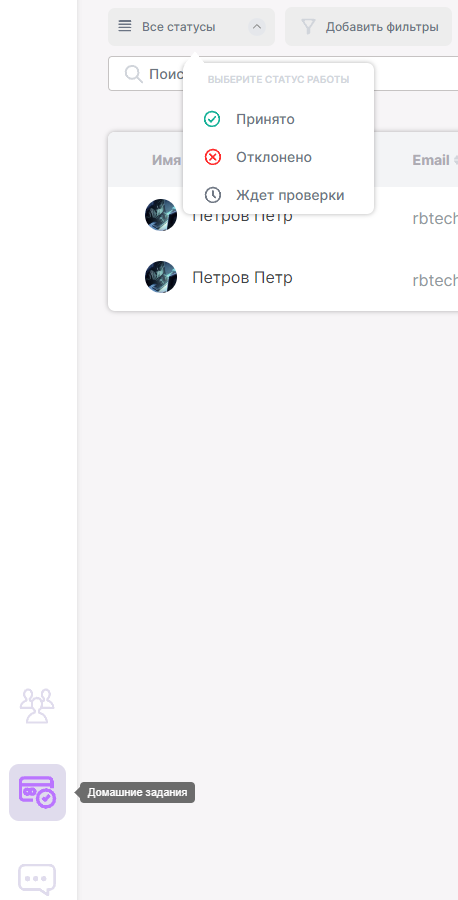 Все статусы
Добавить фильтры
Поис
ВЫБЕРИТЕ СТАТУС РАБОТЫ
Принято
Отклонено
Ждет проверки
Имя
Email
Петров Петр
rbtech
Петров Петр
rbtech
Домашние задания